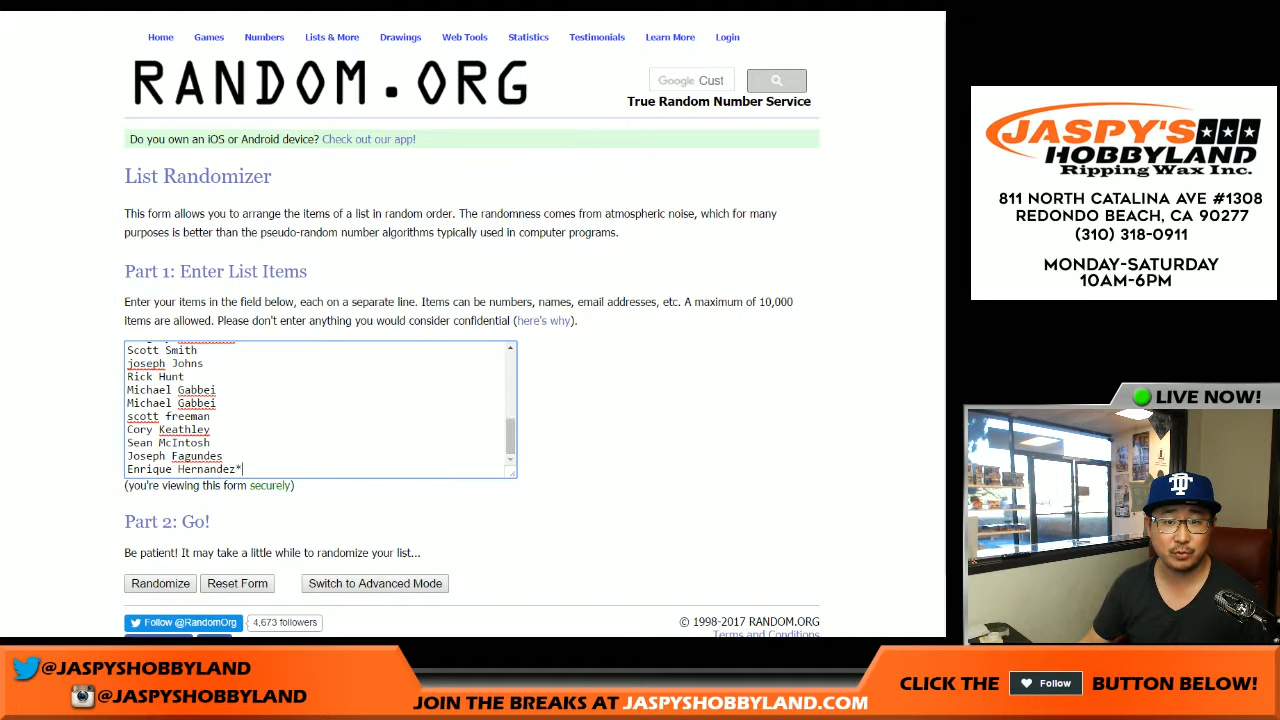 Home Games Numbers Lists & More Drawings Web Tools Statistics Testimonials Learn More Login
RANDOM.ORG
Google Cust
True Random Number Service
Do you own an iOS or Android device? Check out our app!
List Randomizer
This form allows you to arrange the items of a list in random order. The randomness comes from atmospheric noise, which for many
purposes is better than the pseudo-random number algorithms typically used in computer programs.
Part 1: Enter List Items
Enter your items in the field below, each on a separate line. Items can be numbers, names, email addresses, etc. A maximum of 10,000
items are allowed. Please don't enter anything you would consider confidential (here's why).
Scott Smith
joseph Johns
Rick Hunt
Michael Gabbei
Michael Gabbei
scott freeman
Cory Keathley
Sean McIntosh
Joseph Fagundes
Enrique Hernandez*
(you're viewing this form securely)
Part 2: Go!
Be patient! It may take a little while to randomize your list...
Randomize Reset Form Switch to Advanced Mode
Follow @RandomOrg 4,673 followers
© 1998-2017 RANDOM.ORG
Terms and Conditions
JASPY'S
HOBBYLAND
Ripping Wax Inc.
811 NORTH CATALINA AVE #1308
REDONDO BEACH, CA 90277
(310) 318-0911
MONDAY-SATURDAY
10AM-6PM
LIVE NOW!
@JASPYSHOBBYLAND
@JASPYSHOBBYLAND
JOIN THE BREAKS AT JASPYSHOBBYLAND.COM
CLICK THE Follow BUTTON BELOW!